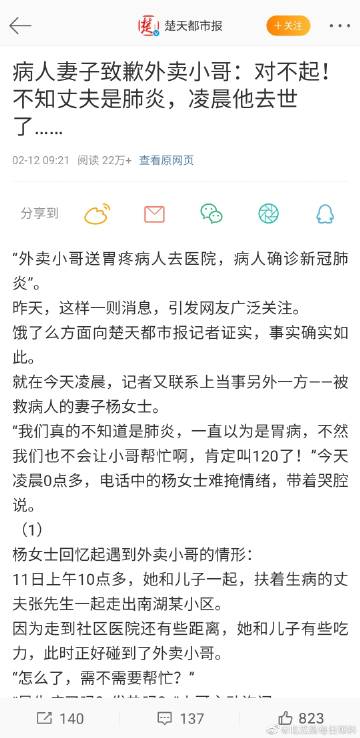 楚天都市报
+关注
病人妻子致歉外卖小哥：对不起！
不知丈夫是肺炎，凌晨他去世
了……
02-12 09:21 阅读 22万+ 查看原网页
分享到
“外卖小哥送胃疼病人去医院，病人确诊新冠肺
炎”。
昨天，这样一则消息，引发网友广泛关注。
饿了么方面向楚天都市报记者证实，事实确实如
此。
就在今天凌晨，记者又联系上当事另外一方——被
救病人的妻子杨女士。
“我们真的不知道是肺炎，一直以为是胃病，不然
我们也不会让小哥帮忙啊，肯定叫120了！”今天
凌晨0点多，电话中的杨女士难掩情绪，带着哭腔
说。
（1）
杨女士回忆起遇到外卖小哥的情形：
11日上午10点多，她和儿子一起，扶着生病的丈
夫张先生一起走出南湖某小区。
因为走到社区医院还有些距离，她和儿子有些吃
力，此时正好碰到了外卖小哥。
“怎么了，需不需要帮忙？”
140
137
823